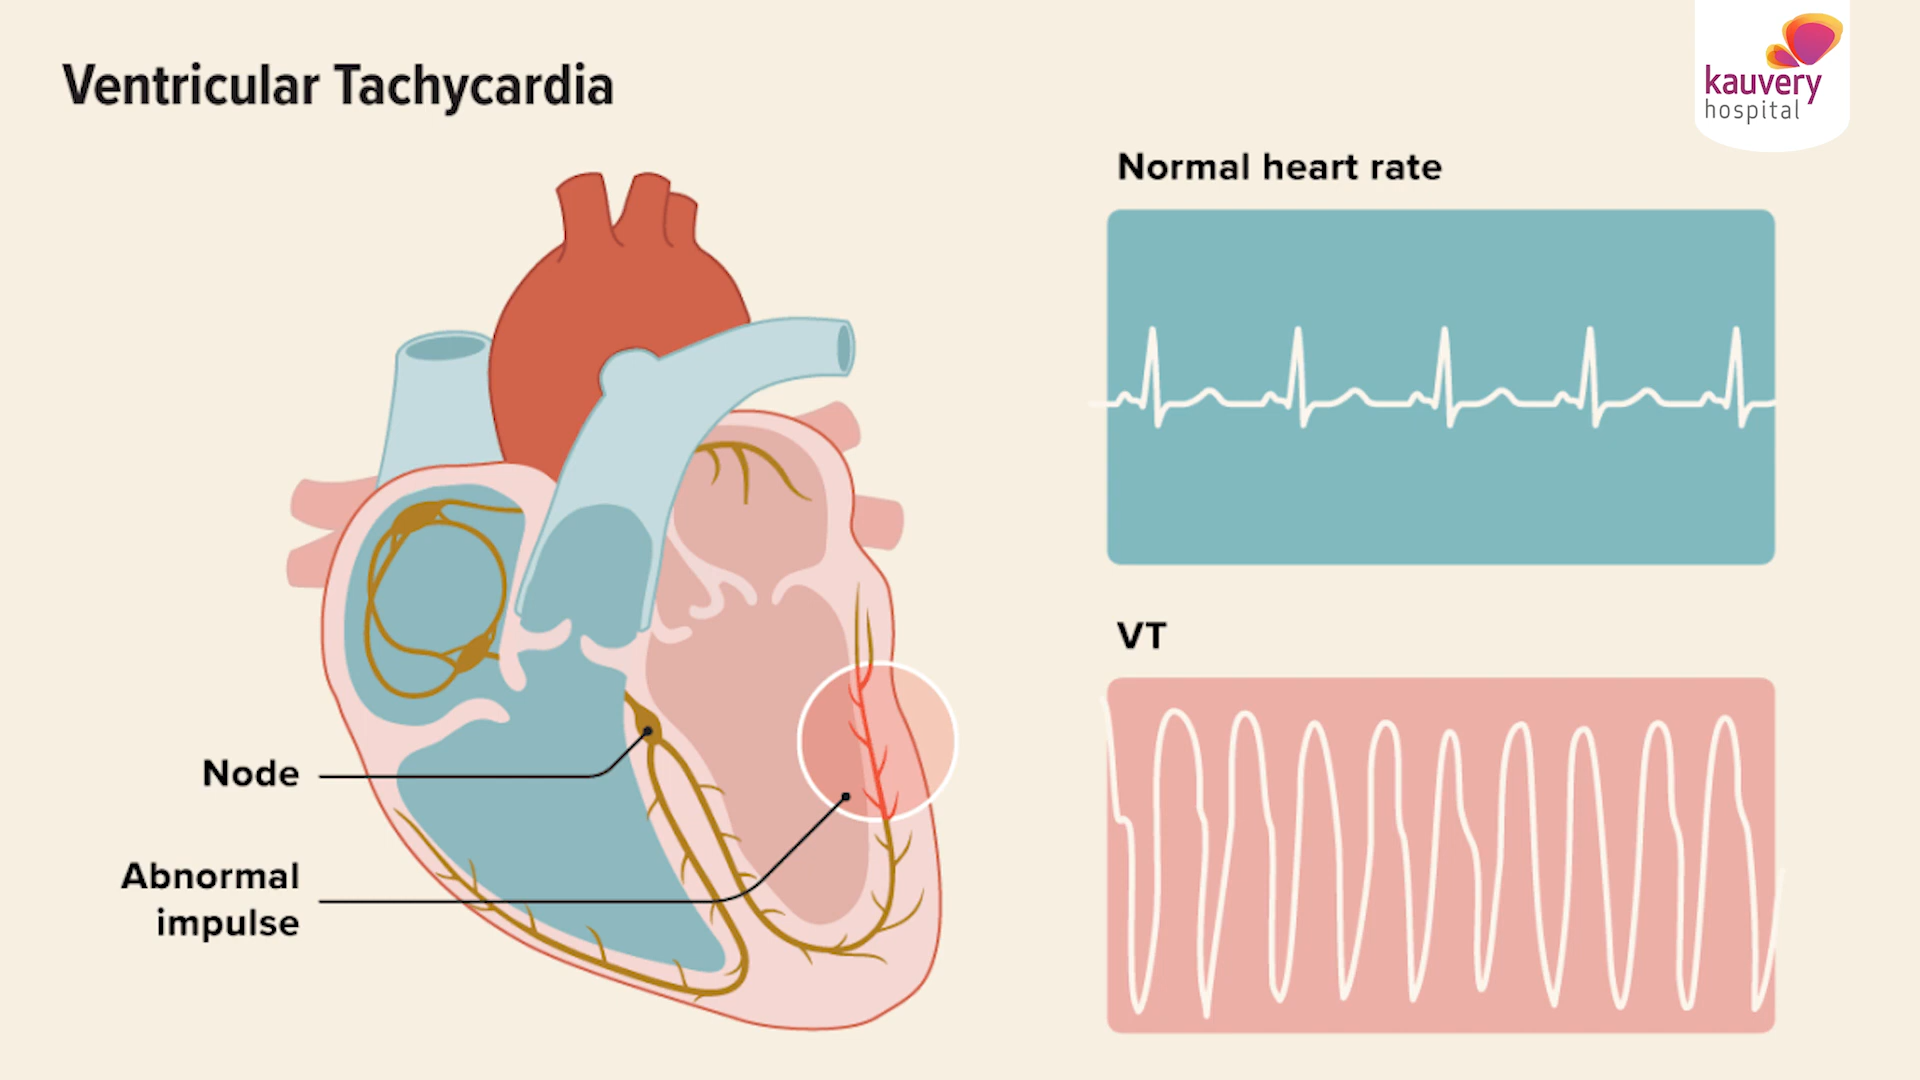 Ventricular Tachycardia
kauvery
hospital
Normal heart rate
VT
Node
Abnormal
impulse